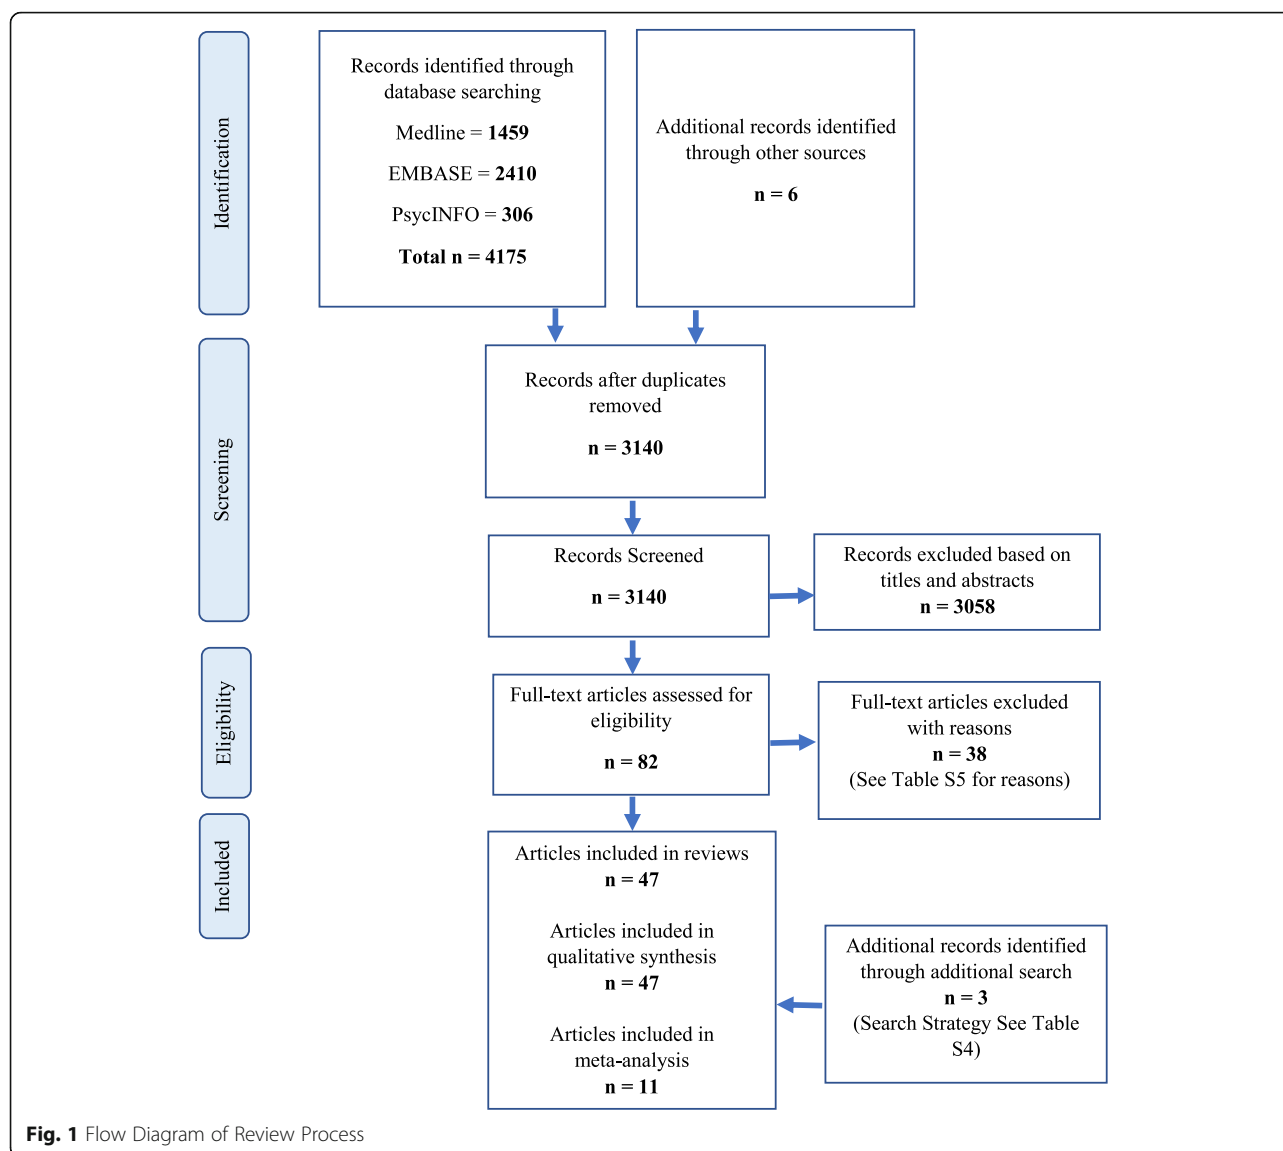 Identification
Records identified through
database searching
Medline = 1459
EMBASE = 2410
PsycINFO = 306
Total n = 4175
Additional records identified
through other sources
n = 6
Screening
Records after duplicates
removed
n = 3140
Records Screened
n = 3140
Records excluded based on
titles and abstracts
n = 3058
Eligibility
Full-text articles assessed for
eligibility
n = 82
Full-text articles excluded
with reasons
n = 38
(See Table S5 for reasons)
Included
Articles included in reviews
n = 47
Articles included in
qualitative synthesis
n = 47
Articles included in
meta-analysis
n = 11
Additional records identified
through additional search
n = 3
(Search Strategy See Table
S4)
Fig. 1 Flow Diagram of Review Process